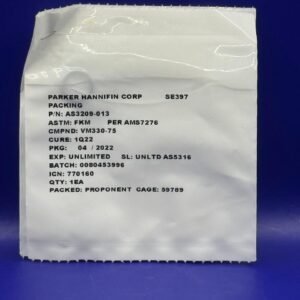 PARKER HANNIFIN CORP SE397
PACKING
P/N: AS3209-013
ASTM: FKM PER AMS7276
CMPND: VM330-75
CURE: 1Q22
PKG: 04 / 2022
EXP: UNLIMITED SL: UNLTD AS5316
BATCH: 0080453996
ICN: 770160
QTY: 1EA
PACKED: PROPONENT CAGE: 59789